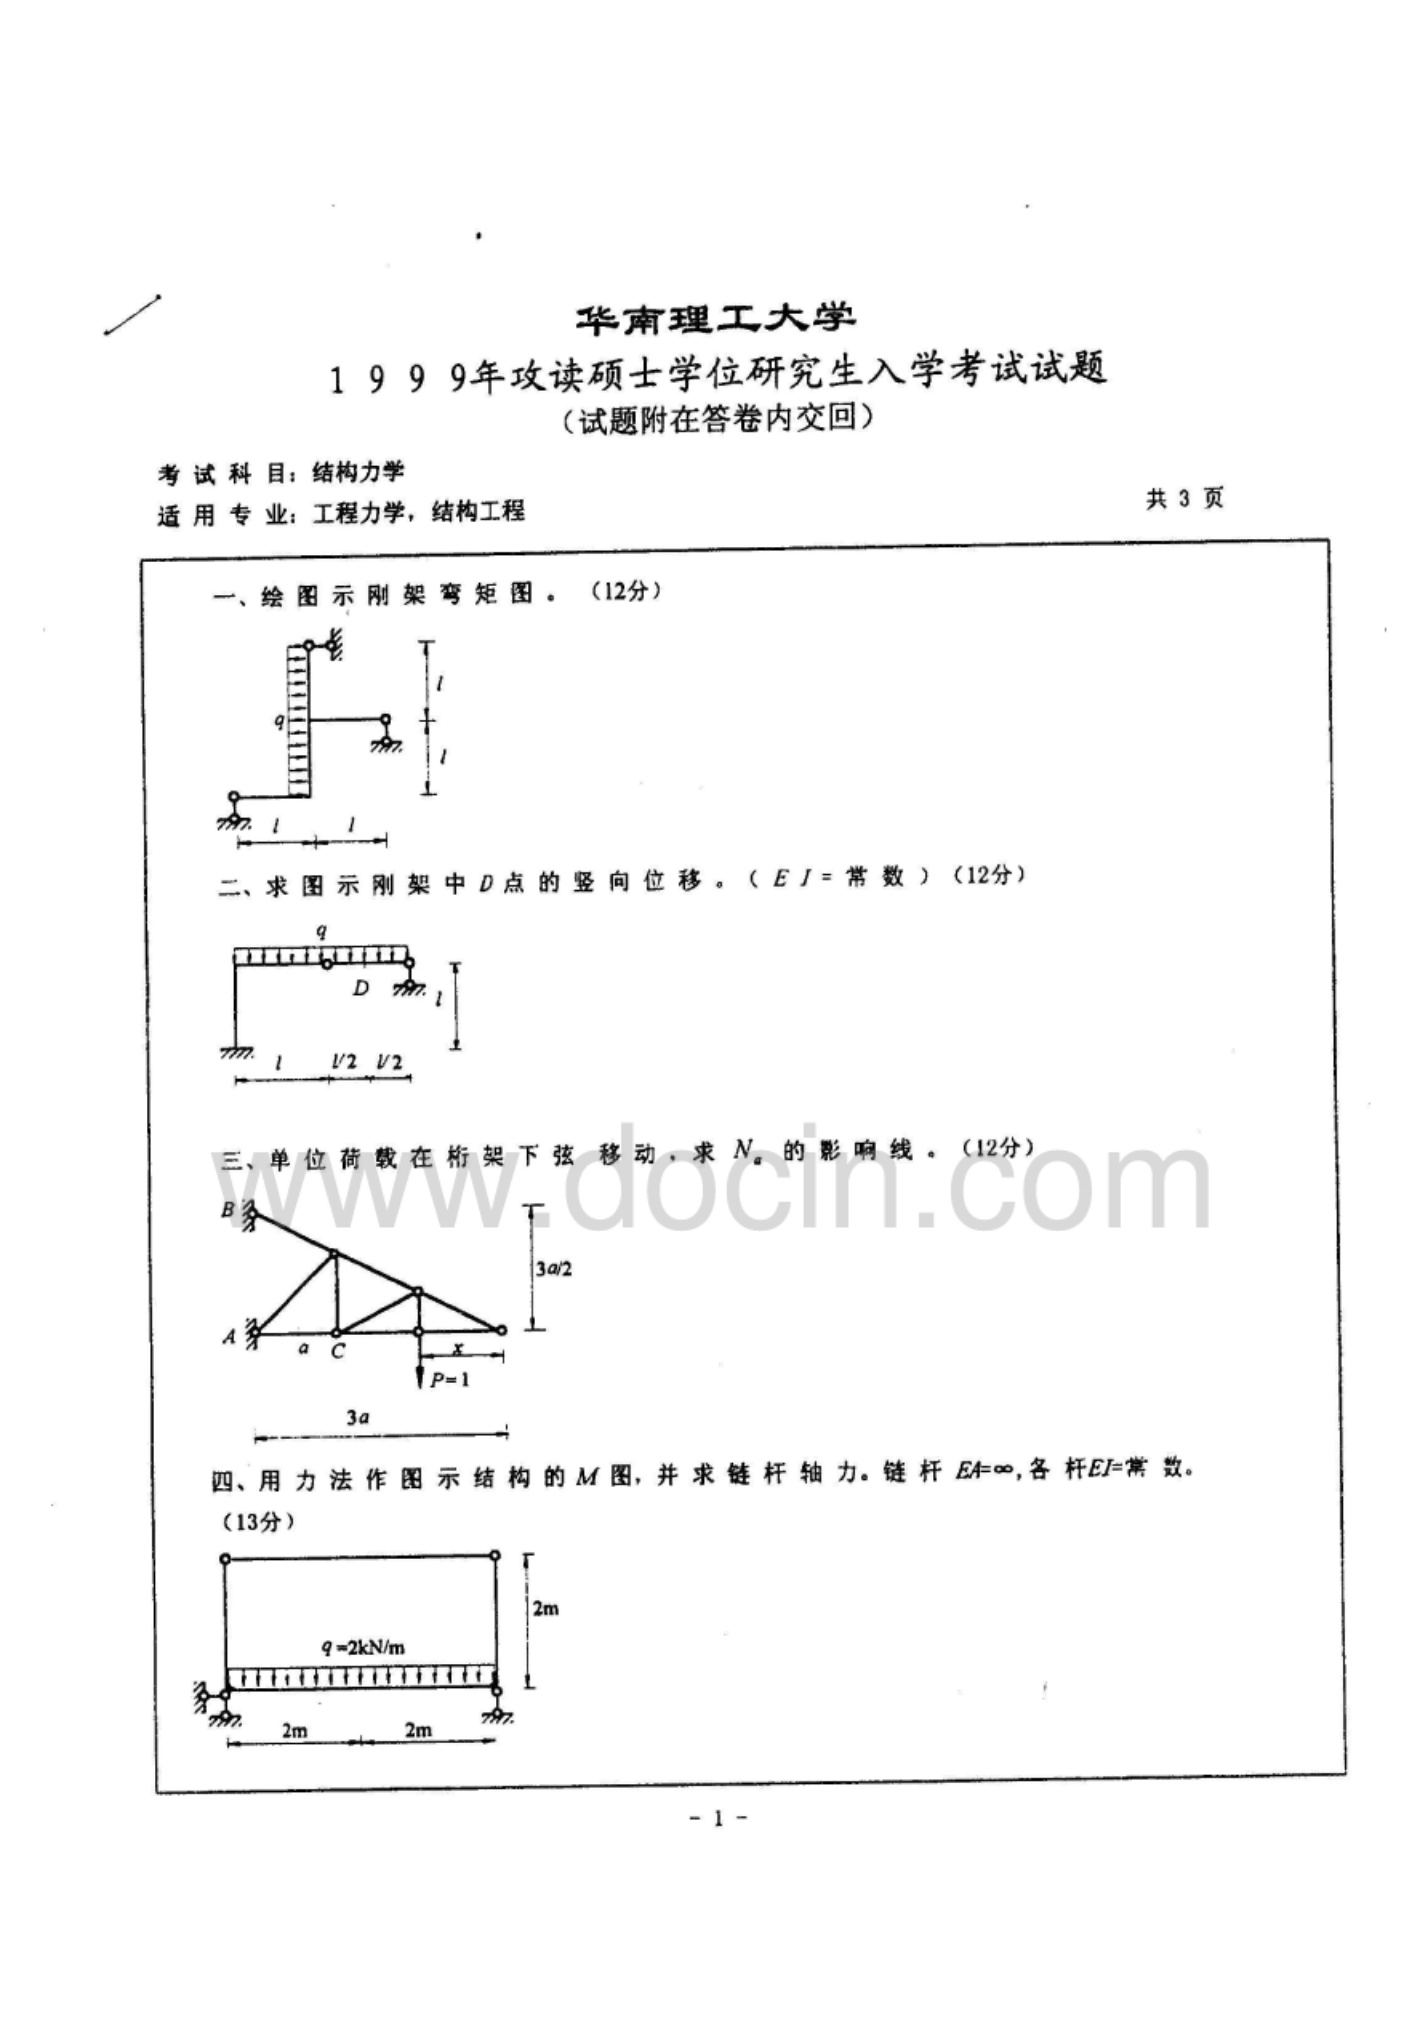 华南理工大学
1999年攻读硕士学位研究生入学考试试题
（试题附在答卷内交回）
考试科目：结构力学
适用专业：工程力学，结构工程
共 3 页
一、绘图示刚架弯矩图。（12分）
l
q
l
l l
二、求图示刚架中D点的竖向位移。（EI=常数）（12分）
q
D
l
l l/2 l/2
三、单位荷载在桁架下弦移动，求 Na 的影响线。（12分）
www.docin.com
B
3a/2
A
a C x
P=1
3a
四、用力法作图示结构的M图，并求链杆轴力。链杆 EA=∞，各杆EI=常数。
（13分）
2m
q=2kN/m
2m 2m
- 1 -